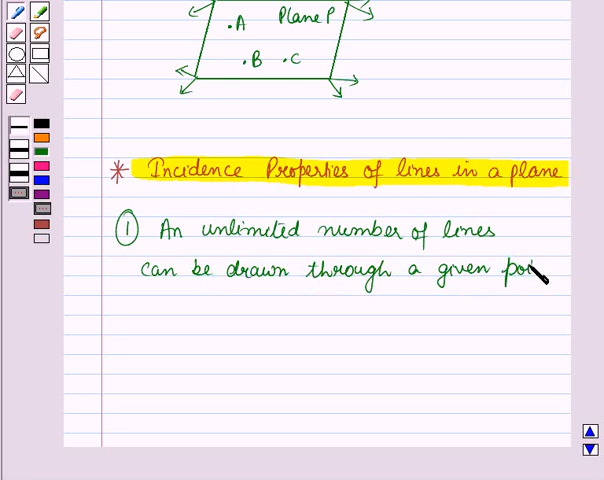 .A Plane P
.B .C
* Incidence Properties of lines in a plane
① An unlimited number of lines
can be drawn through a given poi